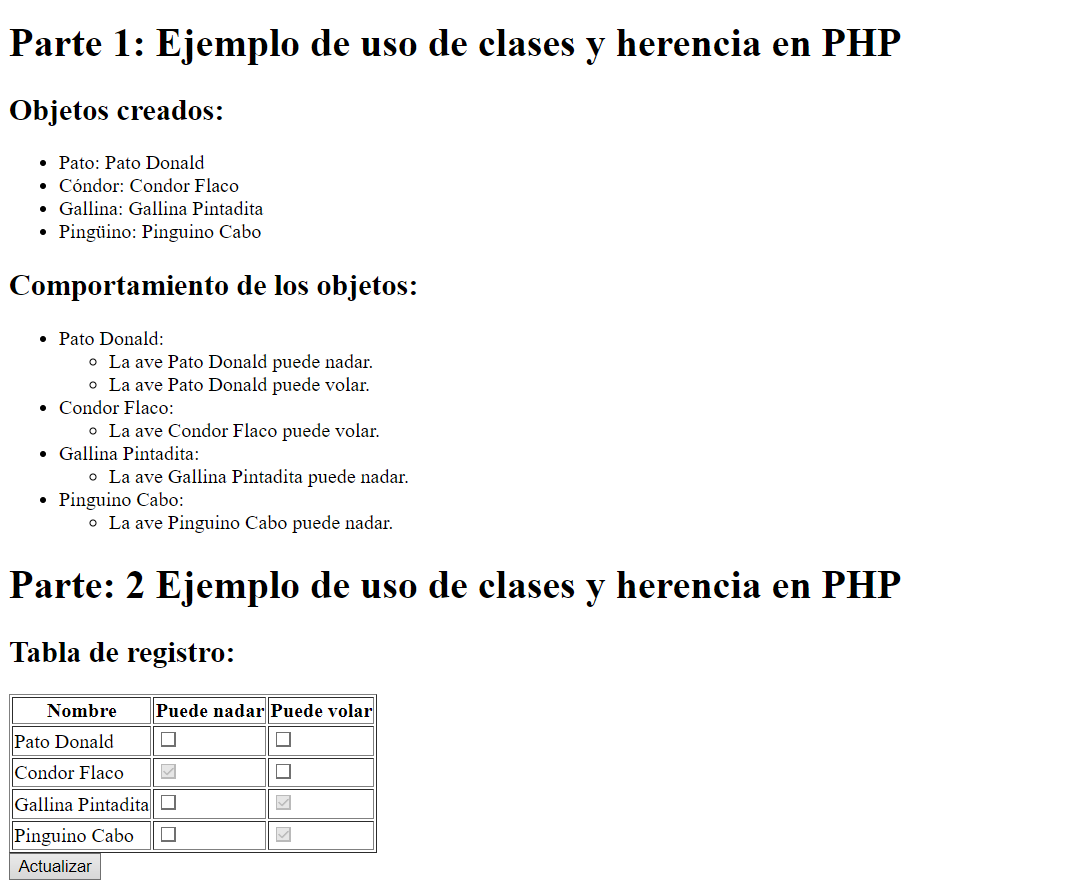 Parte 1: Ejemplo de uso de clases y herencia en PHP
Objetos creados:
Pato: Pato Donald
Cóndor: Condor Flaco
Gallina: Gallina Pintadita
Pingüino: Pinguino Cabo
Comportamiento de los objetos:
Pato Donald:
La ave Pato Donald puede nadar.
La ave Pato Donald puede volar.
Condor Flaco:
La ave Condor Flaco puede volar.
Gallina Pintadita:
La ave Gallina Pintadita puede nadar.
Pinguino Cabo:
La ave Pinguino Cabo puede nadar.
Parte: 2 Ejemplo de uso de clases y herencia en PHP
Tabla de registro:
Nombre Puede nadar Puede volar
Pato Donald
Condor Flaco
Gallina Pintadita
Pinguino Cabo
Actualizar